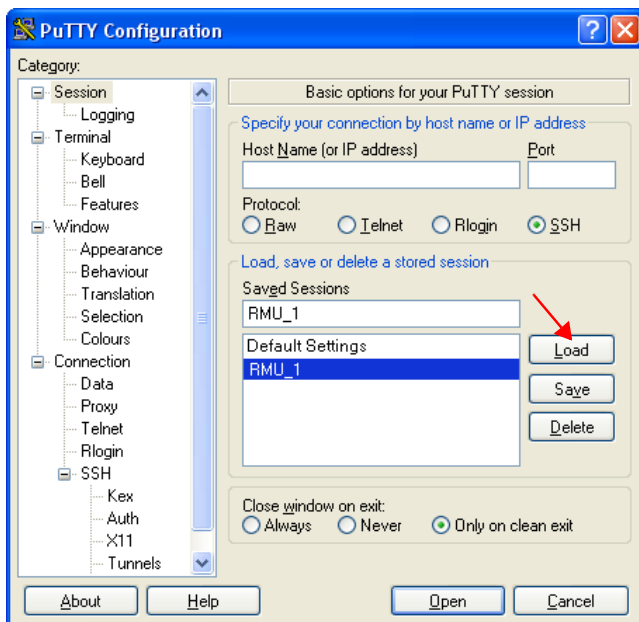 PuTTY Configuration
Category:
Session
Logging
Terminal
Keyboard
Bell
Features
Window
Appearance
Behaviour
Translation
Selection
Colours
Connection
Data
Proxy
Telnet
Rlogin
SSH
Kex
Auth
X11
Tunnels
Basic options for your PuTTY session
Specify your connection by host name or IP address
Host Name (or IP address) Port
Protocol:
Raw Telnet Rlogin SSH
Load, save or delete a stored session
Saved Sessions
RMU_1
Default Settings
RMU_1
Load
Save
Delete
Close window on exit:
Always Never Only on clean exit
About Help Open Cancel